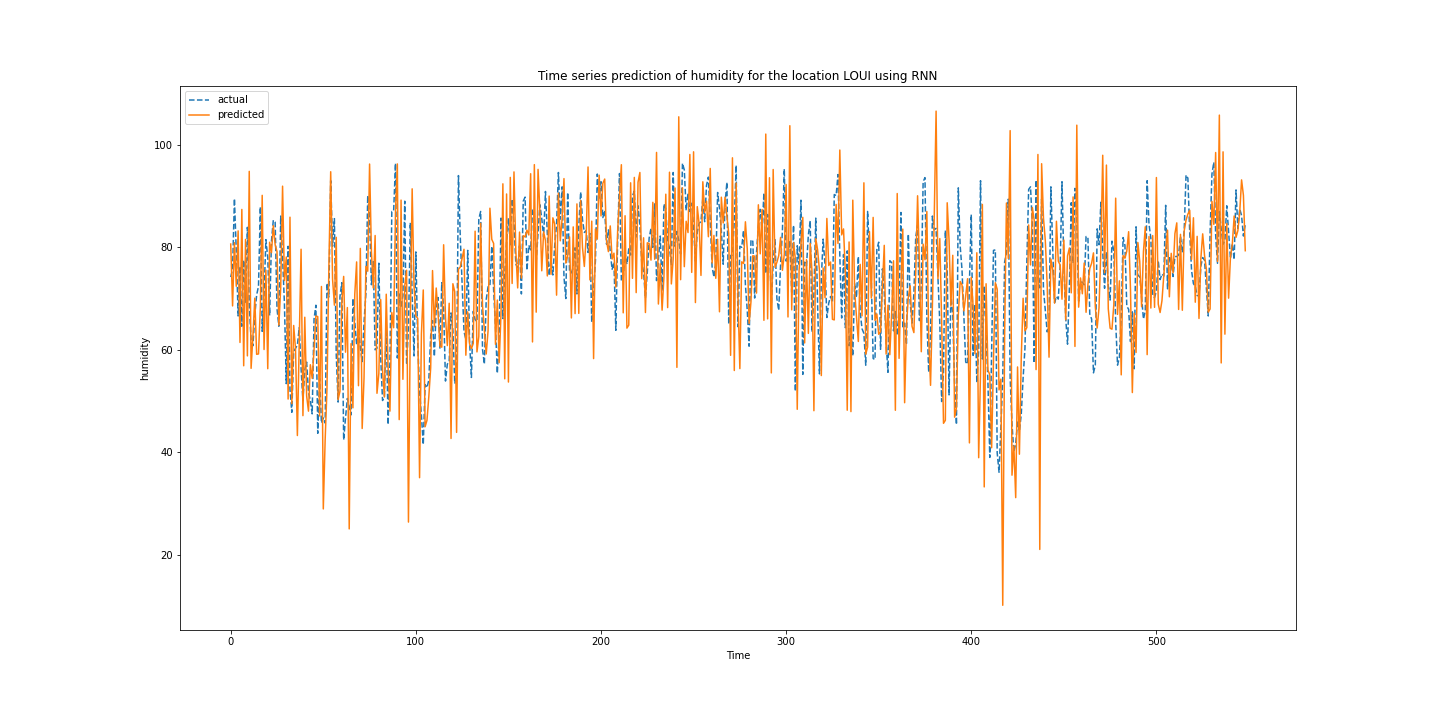 Time series prediction of humidity for the location LOUI using RNN
actual
predicted
100
80
60
40
20
humidity
0 100 200 300 400 500
Time